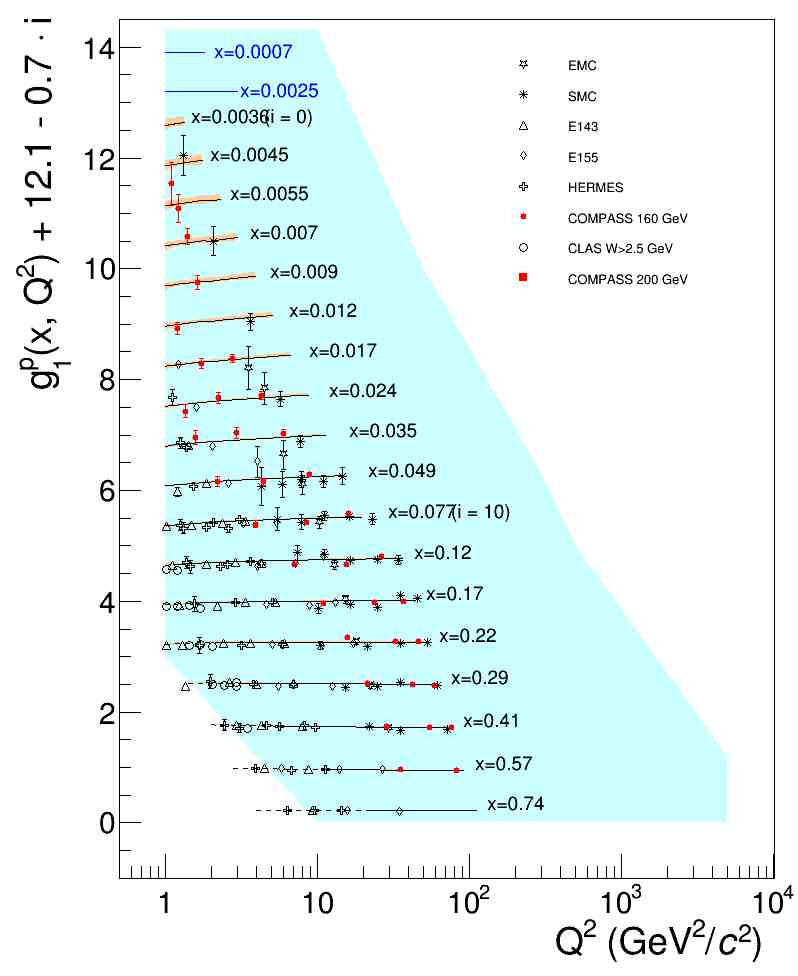 g₁ᵖ(x, Q²) + 12.1 - 0.7 · i
14
12
10
8
6
4
2
0
x=0.0007
x=0.0025
x=0.0036(i = 0)
x=0.0045
x=0.0055
x=0.007
x=0.009
x=0.012
x=0.017
x=0.024
x=0.035
x=0.049
x=0.077(i = 10)
x=0.12
x=0.17
x=0.22
x=0.29
x=0.41
x=0.57
x=0.74
EMC
SMC
E143
E155
HERMES
COMPASS 160 GeV
CLAS W>2.5 GeV
COMPASS 200 GeV
1 10 10² 10³ 10⁴
Q² (GeV²/c²)